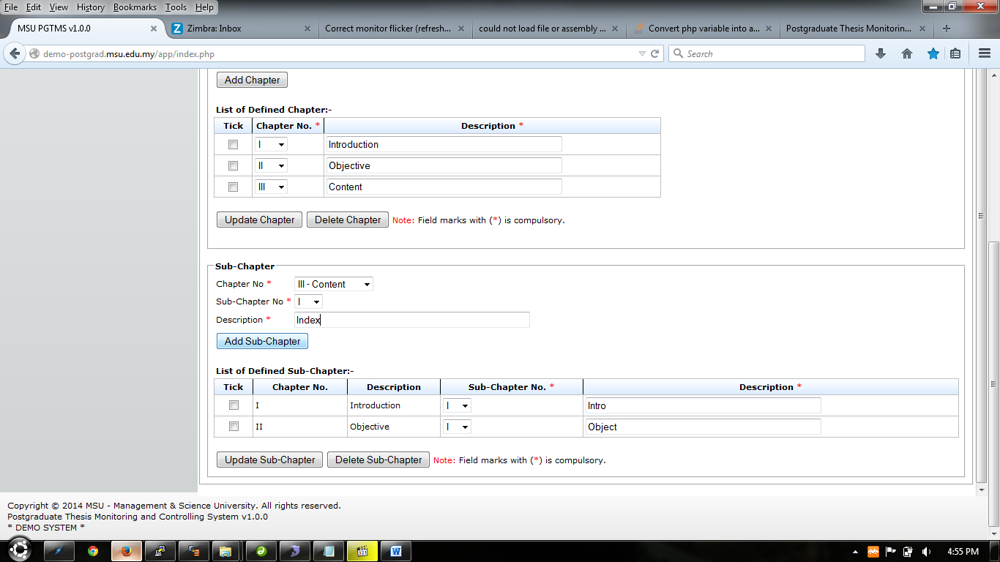 File Edit View History Bookmarks Tools Help
MSU PGTMS v1.0.0
Zimbra: Inbox
Correct monitor flicker (refresh...
could not load file or assembly ...
Convert php variable into a...
Postgraduate Thesis Monitorin...
demo-postgrad.msu.edu.my/app/index.php
Search
Add Chapter
List of Defined Chapter:-
Tick Chapter No. * Description *
I Introduction
II Objective
III Content
Update Chapter Delete Chapter Note: Field marks with (*) is compulsory.
Sub-Chapter
Chapter No * III - Content
Sub-Chapter No * I
Description * Index
Add Sub-Chapter
List of Defined Sub-Chapter:-
Tick Chapter No. Description Sub-Chapter No. * Description *
I Introduction I Intro
II Objective I Object
Update Sub-Chapter Delete Sub-Chapter Note: Field marks with (*) is compulsory.
Copyright © 2014 MSU - Management & Science University. All rights reserved.
Postgraduate Thesis Monitoring and Controlling System v1.0.0
* DEMO SYSTEM *
4:55 PM